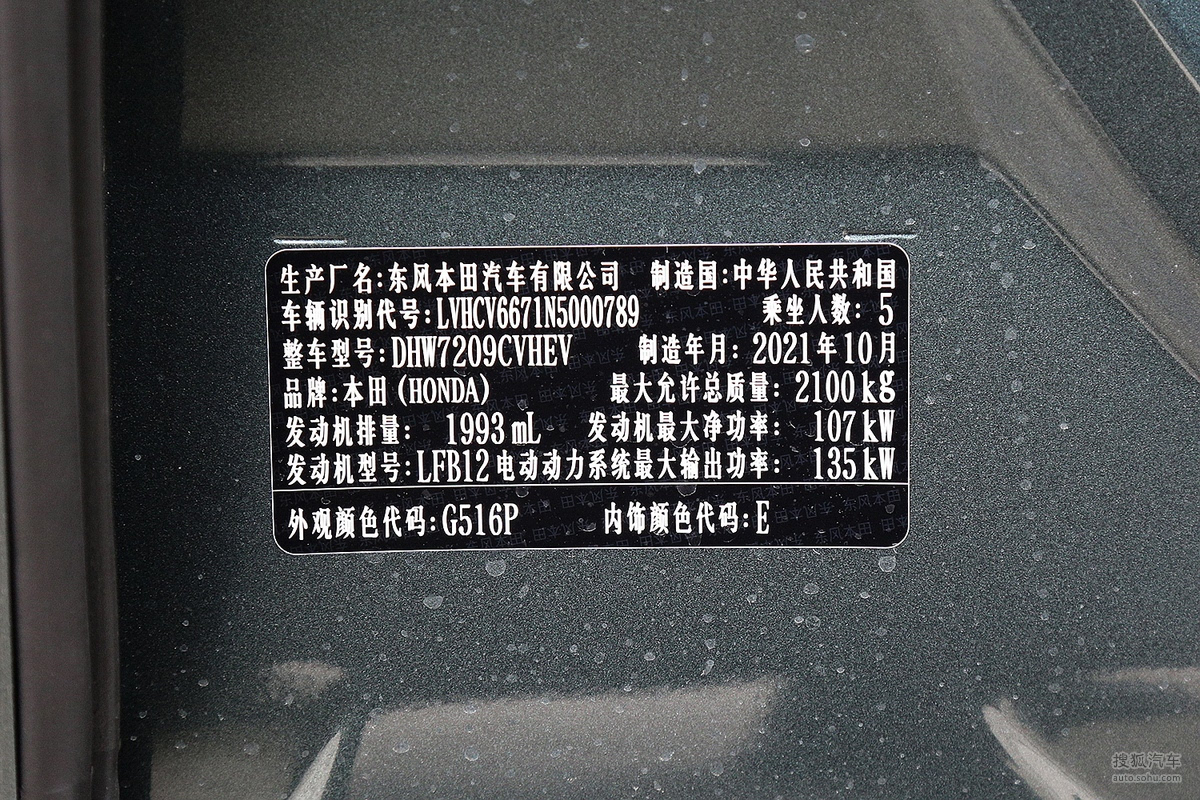 生产厂名:东风本田汽车有限公司 制造国:中华人民共和国
车辆识别代号:LVHCV6671N5000789 乘坐人数: 5
整车型号:DHW7209CVHEV 制造年月: 2021年10月
品牌:本田(HONDA) 最大允许总质量: 2100kg
发动机排量: 1993mL 发动机最大净功率: 107kW
发动机型号:LFB12 电动动力系统最大输出功率: 135kW
外观颜色代码:G516P 内饰颜色代码:E
搜狐汽车
auto.sohu.com